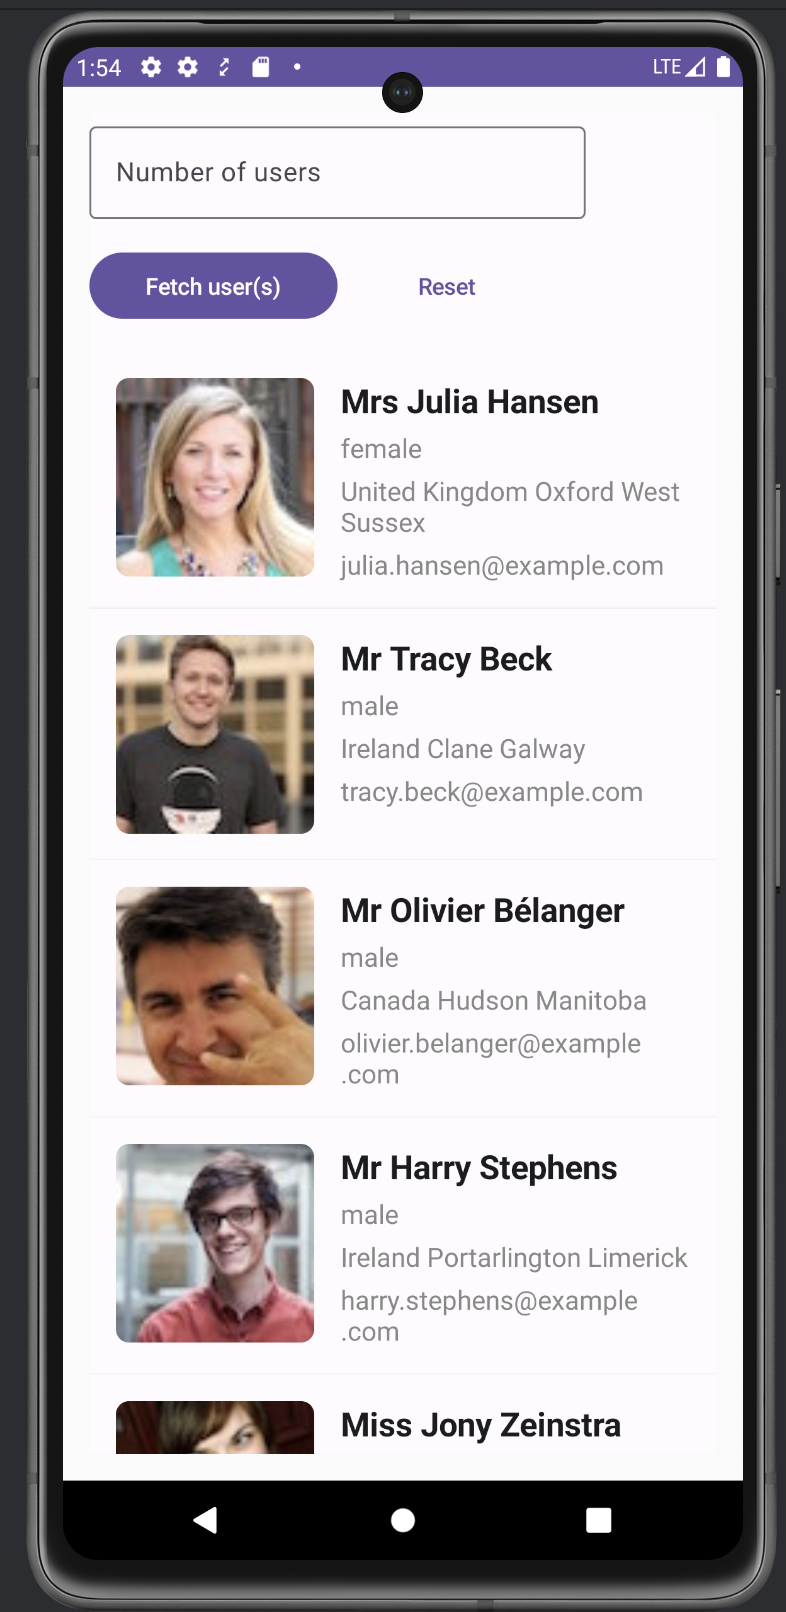 1:54
LTE
Number of users
Fetch user(s)
Reset
Mrs Julia Hansen
female
United Kingdom Oxford West
Sussex
julia.hansen@example.com
Mr Tracy Beck
male
Ireland Clane Galway
tracy.beck@example.com
Mr Olivier Bélanger
male
Canada Hudson Manitoba
olivier.belanger@example
.com
Mr Harry Stephens
male
Ireland Portarlington Limerick
harry.stephens@example
.com
Miss Jony Zeinstra